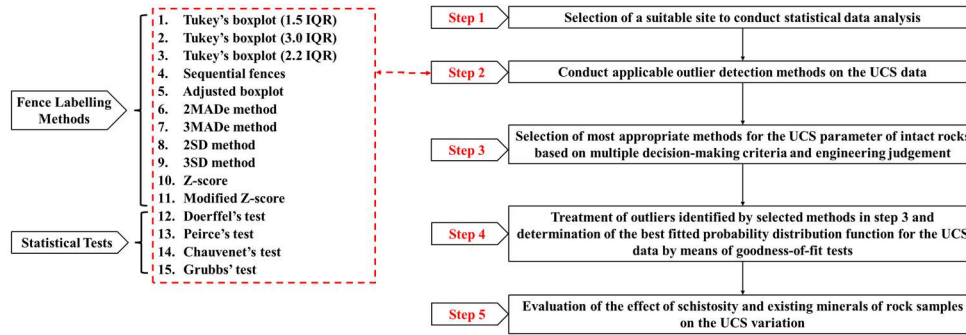 Fence Labelling
Methods
Statistical Tests
1. Tukey's boxplot (1.5 IQR)
2. Tukey's boxplot (3.0 IQR)
3. Tukey's boxplot (2.2 IQR)
4. Sequential fences
5. Adjusted boxplot
6. 2MADe method
7. 3MADe method
8. 2SD method
9. 3SD method
10. Z-score
11. Modified Z-score
12. Doerffel's test
13. Peirce's test
14. Chauvenet's test
15. Grubbs' test
Step 1
Selection of a suitable site to conduct statistical data analysis
Step 2
Conduct applicable outlier detection methods on the UCS data
Step 3
Selection of most appropriate methods for the UCS parameter of intact rocks
based on multiple decision-making criteria and engineering judgement
Step 4
Treatment of outliers identified by selected methods in step 3 and
determination of the best fitted probability distribution function for the UCS
data by means of goodness-of-fit tests
Step 5
Evaluation of the effect of schistosity and existing minerals of rock samples
on the UCS variation